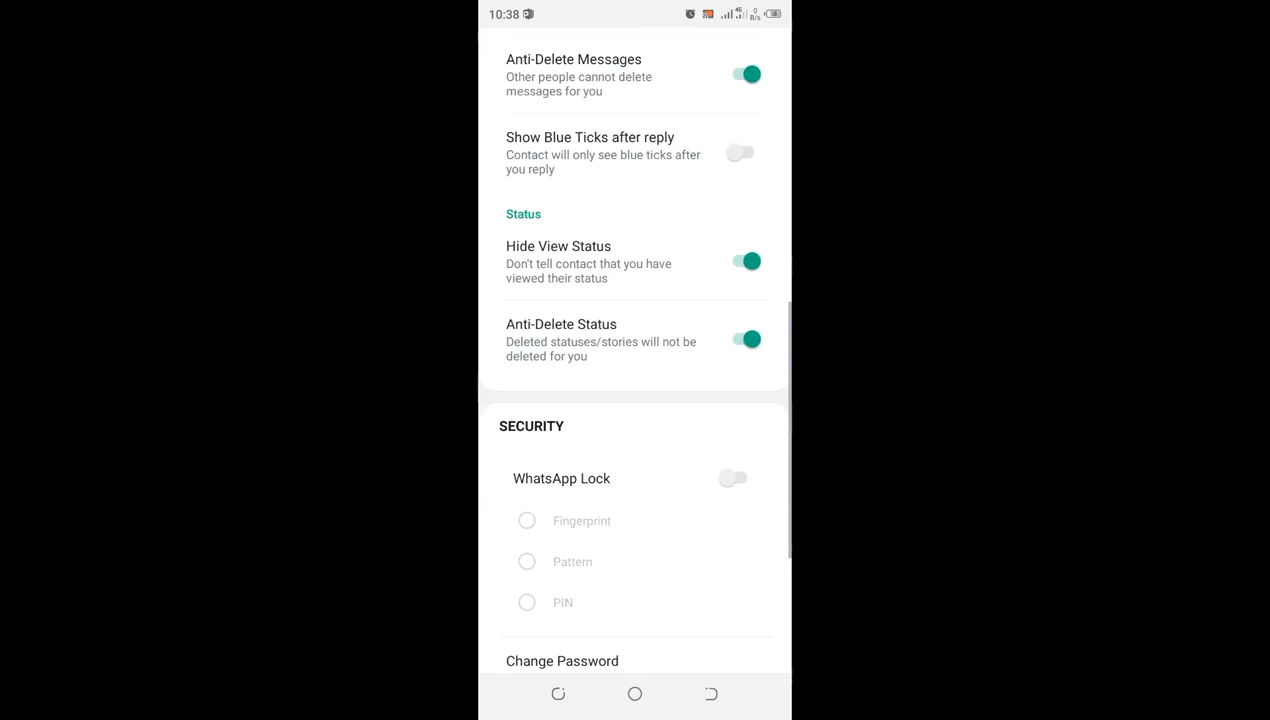 10:38
4G
0
B/s
Anti-Delete Messages
Other people cannot delete
messages for you
Show Blue Ticks after reply
Contact will only see blue ticks after
you reply
Status
Hide View Status
Don't tell contact that you have
viewed their status
Anti-Delete Status
Deleted statuses/stories will not be
deleted for you
SECURITY
WhatsApp Lock
Fingerprint
Pattern
PIN
Change Password